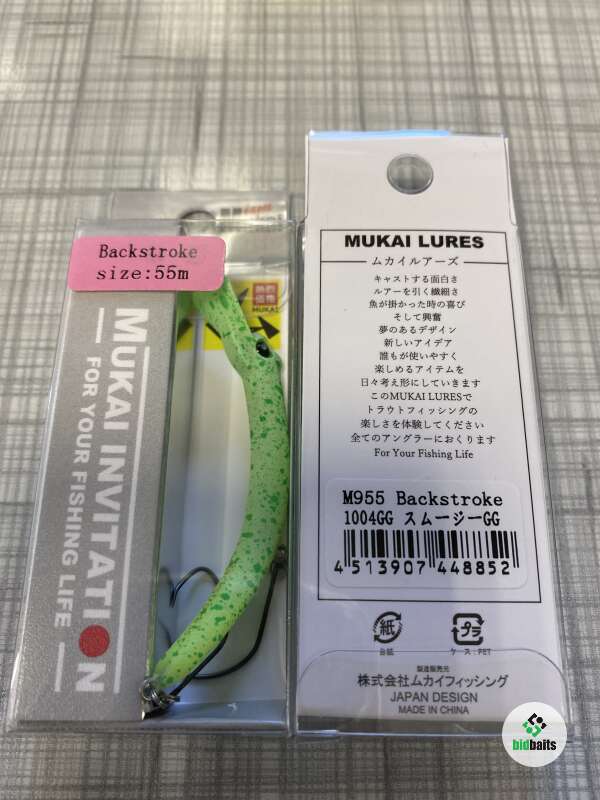 Backstroke
size:55m
MUKAI INVITATION
FOR YOUR FISHING LIFE
MUKAI
MUKAI LURES
ムカイルアーズ
キャストする面白さ
ルアーを引く繊細さ
魚が掛かった時の喜び
そして興奮
夢のあるデザイン
新しいアイデア
誰もが使いやすく
楽しめるアイテムを
日々考え形にしていきます
このMUKAI LURESで
トラウトフィッシングの
楽しさを体験してください
全てのアングラーにおくります
For Your Fishing Life
M955 Backstroke
1004GG スムージーGG
4 513907 448852
紙
プラ
台紙
ケース:PET
製造販売元
株式会社ムカイフィッシング
JAPAN DESIGN
MADE IN CHINA
bidbaits